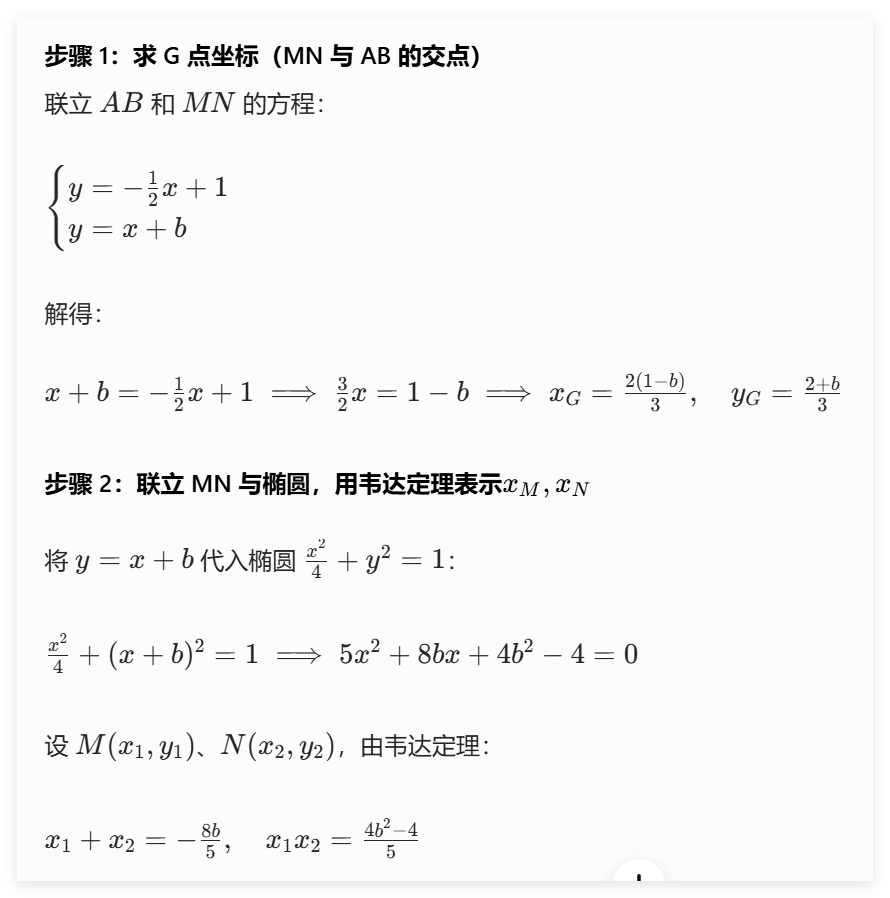 步骤 1：求 G 点坐标（MN 与 AB 的交点）
联立 $AB$ 和 $MN$ 的方程：
$\begin{cases} y = -\frac{1}{2}x + 1 \\ y = x + b \end{cases}$
解得：
$x + b = -\frac{1}{2}x + 1 \implies \frac{3}{2}x = 1 - b \implies x_G = \frac{2(1-b)}{3}, \quad y_G = \frac{2+b}{3}$
步骤 2：联立 MN 与椭圆，用韦达定理表示$x_M, x_N$
将 $y = x + b$ 代入椭圆 $\frac{x^2}{4} + y^2 = 1$：
$\frac{x^2}{4} + (x + b)^2 = 1 \implies 5x^2 + 8bx + 4b^2 - 4 = 0$
设 $M(x_1, y_1)$、$N(x_2, y_2)$，由韦达定理：
$x_1 + x_2 = -\frac{8b}{5}, \quad x_1x_2 = \frac{4b^2-4}{5}$